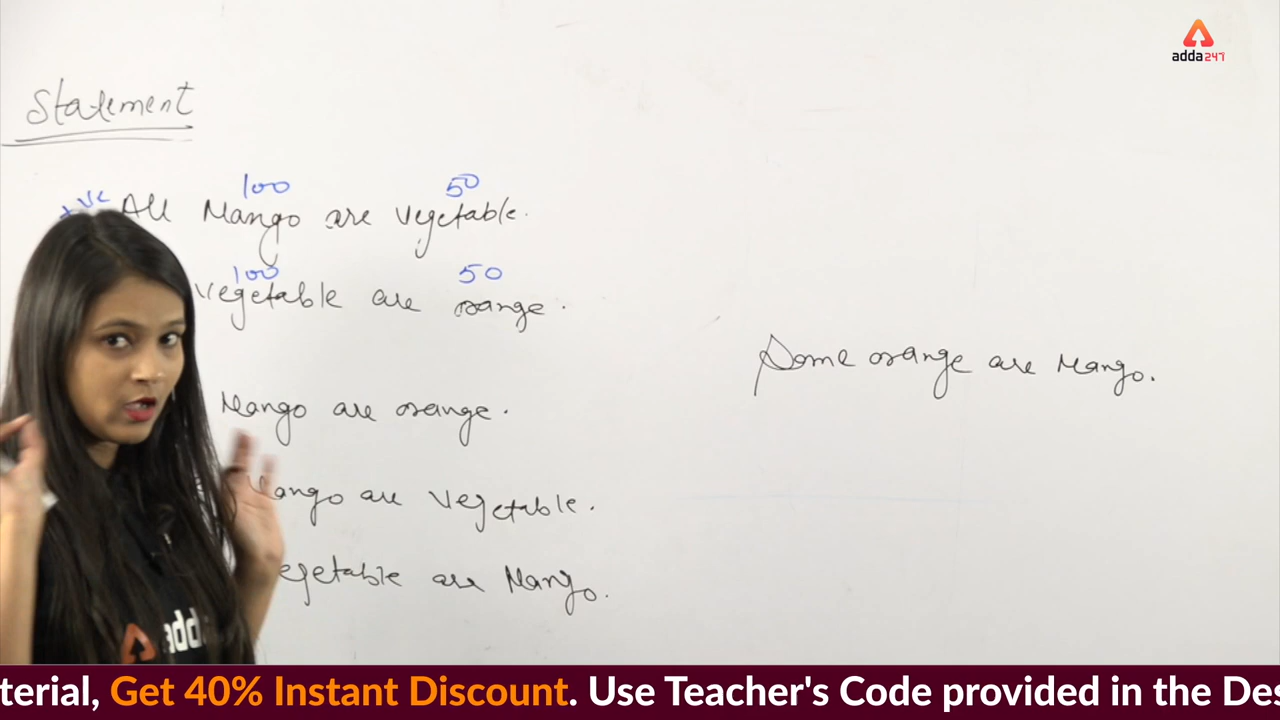 adda247
Statement
+ve
100 50
All Mango are vegetable.
100 50
vegetable are orange.
Some orange are Mango.
Mango are orange.
Mango are vegetable.
vegetable are Mango.
adda
terial, Get 40% Instant Discount. Use Teacher's Code provided in the Des